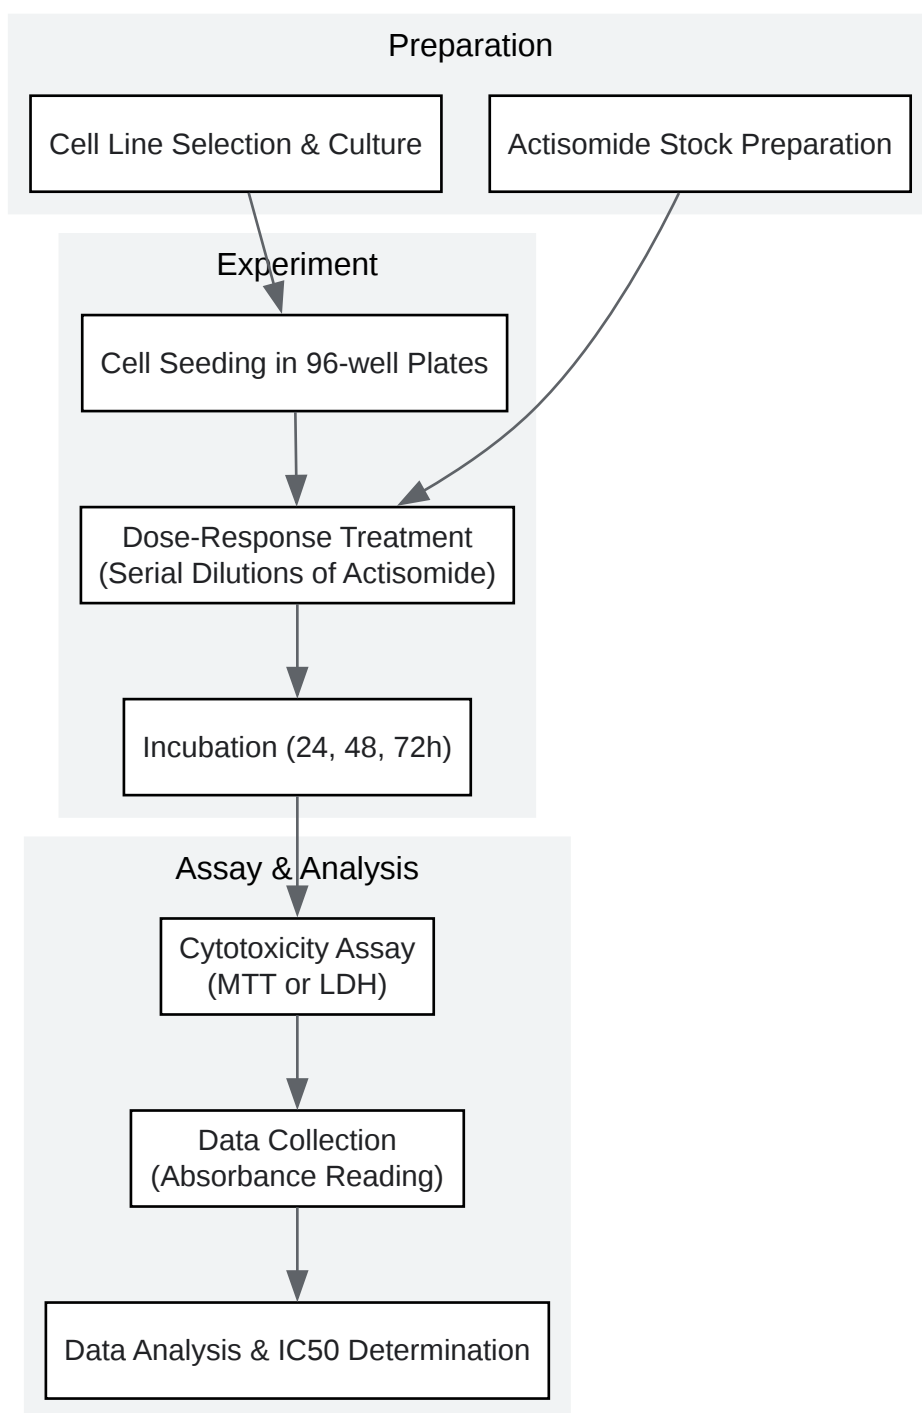 Preparation
Cell Line Selection & Culture
Actisomide Stock Preparation
Experiment
Cell Seeding in 96-well Plates
Dose-Response Treatment
(Serial Dilutions of Actisomide)
Incubation (24, 48, 72h)
Assay & Analysis
Cytotoxicity Assay
(MTT or LDH)
Data Collection
(Absorbance Reading)
Data Analysis & IC50 Determination